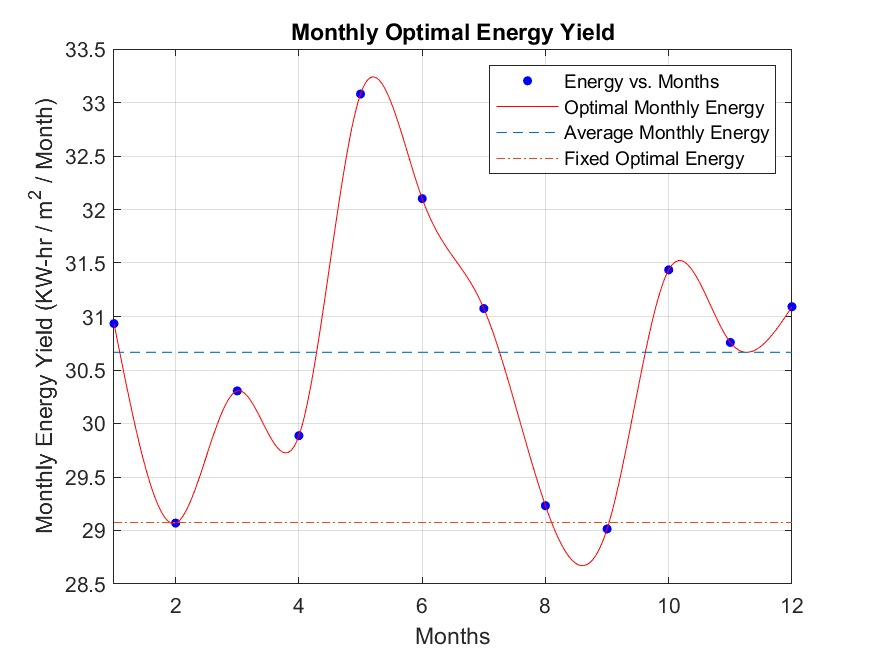 Monthly Optimal Energy Yield
Monthly Energy Yield (KW-hr / m² / Month)
33.5
33
32.5
32
31.5
31
30.5
30
29.5
29
28.5
Energy vs. Months
Optimal Monthly Energy
Average Monthly Energy
Fixed Optimal Energy
2 4 6 8 10 12
Months